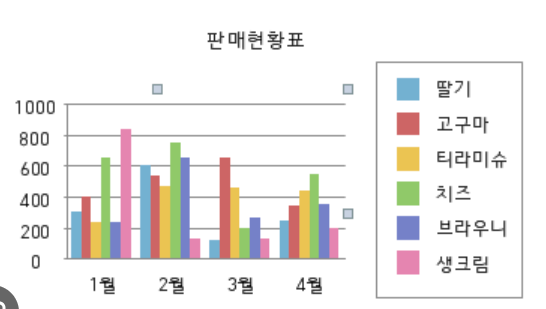 판매현황표
1000
800
600
400
200
0
1월 2월 3월 4월
딸기
고구마
티라미슈
치즈
브라우니
생크림